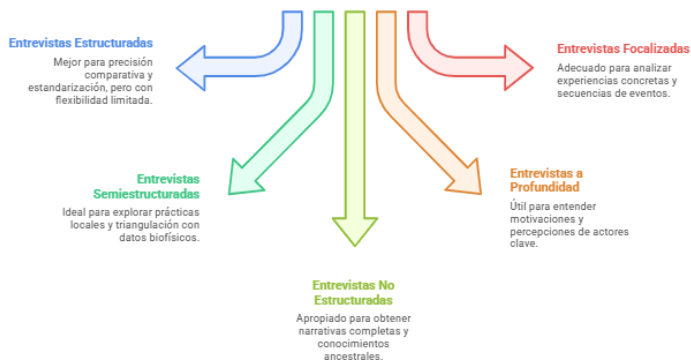 Entrevistas Estructuradas
Mejor para precisión
comparativa y
estandarización, pero con
flexibilidad limitada.
Entrevistas Focalizadas
Adecuado para analizar
experiencias concretas y
secuencias de eventos.
Entrevistas
Semiestructuradas
Ideal para explorar prácticas
locales y triangulación con
datos biofísicos.
Entrevistas a
Profundidad
Útil para entender
motivaciones y
percepciones de actores
clave.
Entrevistas No
Estructuradas
Apropiado para obtener
narrativas completas y
conocimientos
ancestrales.